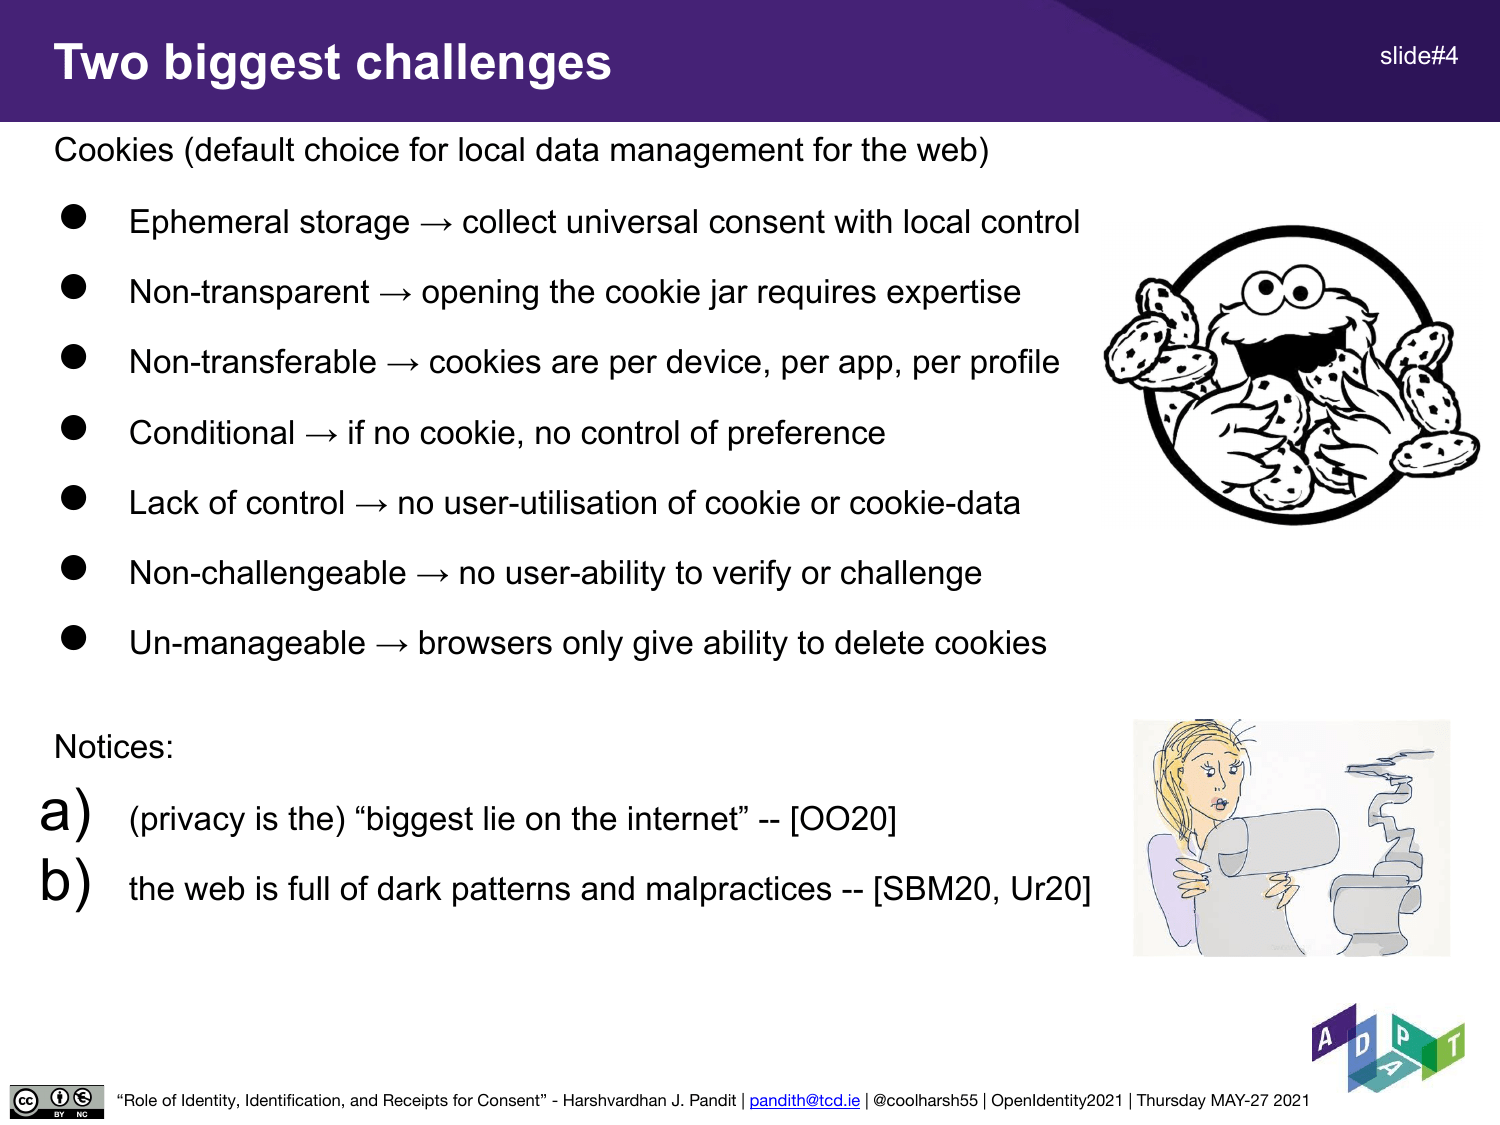 Two biggest challenges
slide#4
Cookies (default choice for local data management for the web)
● Ephemeral storage → collect universal consent with local control
● Non-transparent → opening the cookie jar requires expertise
● Non-transferable → cookies are per device, per app, per profile
● Conditional → if no cookie, no control of preference
● Lack of control → no user-utilisation of cookie or cookie-data
● Non-challengeable → no user-ability to verify or challenge
● Un-manageable → browsers only give ability to delete cookies
Notices:
a) (privacy is the) “biggest lie on the internet” -- [OO20]
b) the web is full of dark patterns and malpractices -- [SBM20, Ur20]
ADAPT
cc BY NC
“Role of Identity, Identification, and Receipts for Consent” - Harshvardhan J. Pandit | pandith@tcd.ie | @coolharsh55 | OpenIdentity2021 | Thursday MAY-27 2021